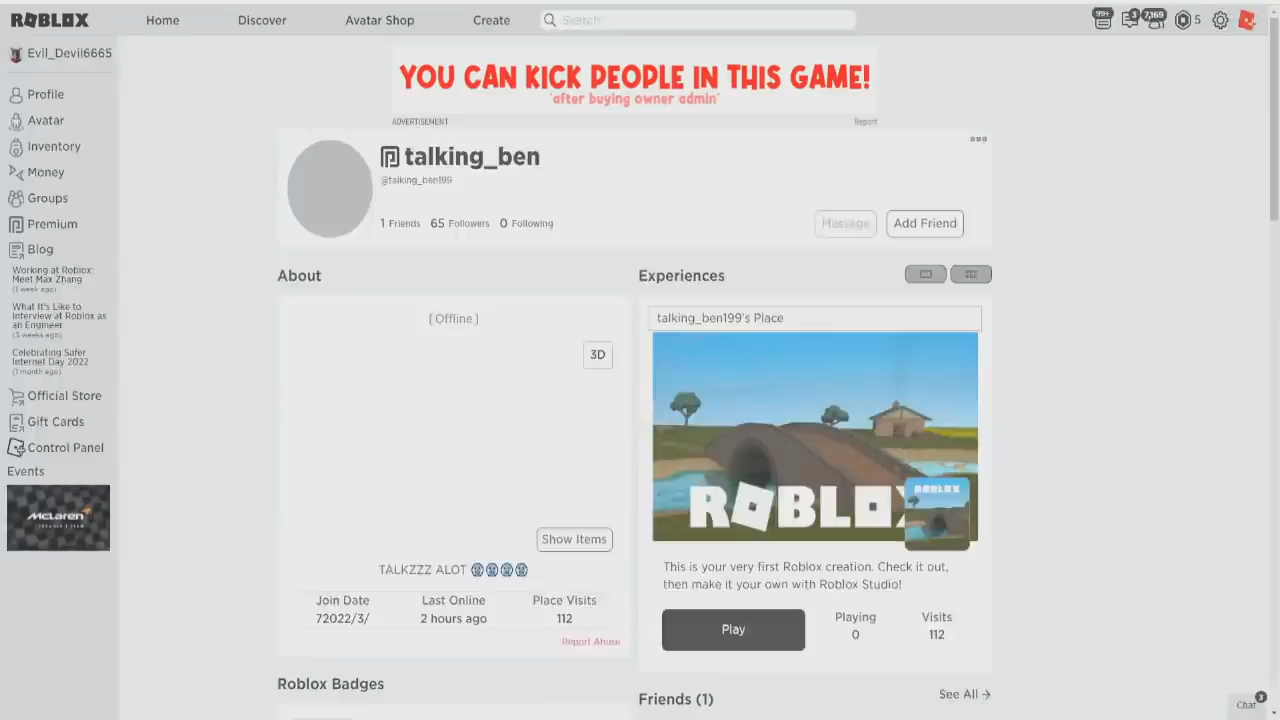 ROBLOX
Home
Discover
Avatar Shop
Create
Search
99+
3
7,169
5
Evil_Devil6665
Profile
Avatar
Inventory
Money
Groups
Premium
Blog
Working at Roblox:
Meet Max Zhang
(1 week ago)
What It's Like to
Interview at Roblox as
an Engineer
(3 weeks ago)
Celebrating Safer
Internet Day 2022
(1 month ago)
Official Store
Gift Cards
Control Panel
Events
McLaren
YOU CAN KICK PEOPLE IN THIS GAME!
*after buying owner admin*
ADVERTISEMENT
Report
talking_ben
@talking_ben199
1 Friends 65 Followers 0 Following
Message
Add Friend
About
[ Offline ]
3D
Show Items
TALKZZZ ALOT
Join Date
Last Online
Place Visits
72022/3/
2 hours ago
112
Report Abuse
Roblox Badges
Experiences
talking_ben199's Place
ROBLOX
ROBLOX
This is your very first Roblox creation. Check it out,
then make it your own with Roblox Studio!
Play
Playing
0
Visits
112
Friends (1)
See All →
Chat
3